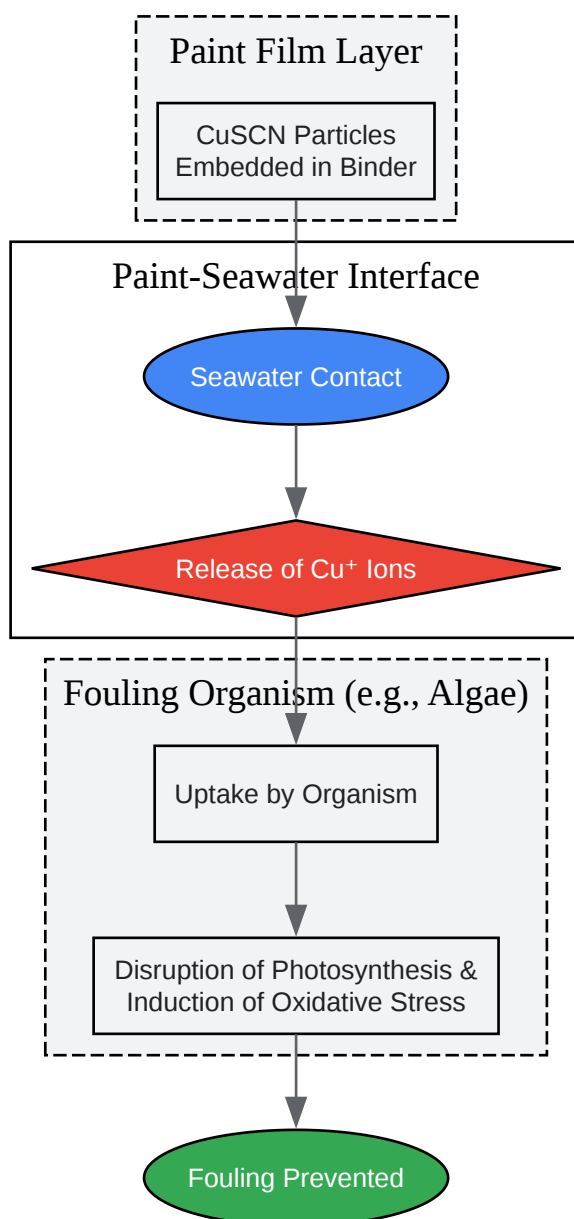 Paint Film Layer
CuSCN Particles
Embedded in Binder
Paint-Seawater Interface
Seawater Contact
Release of Cu⁺ Ions
Fouling Organism (e.g., Algae)
Uptake by Organism
Disruption of Photosynthesis &
Induction of Oxidative Stress
Fouling Prevented